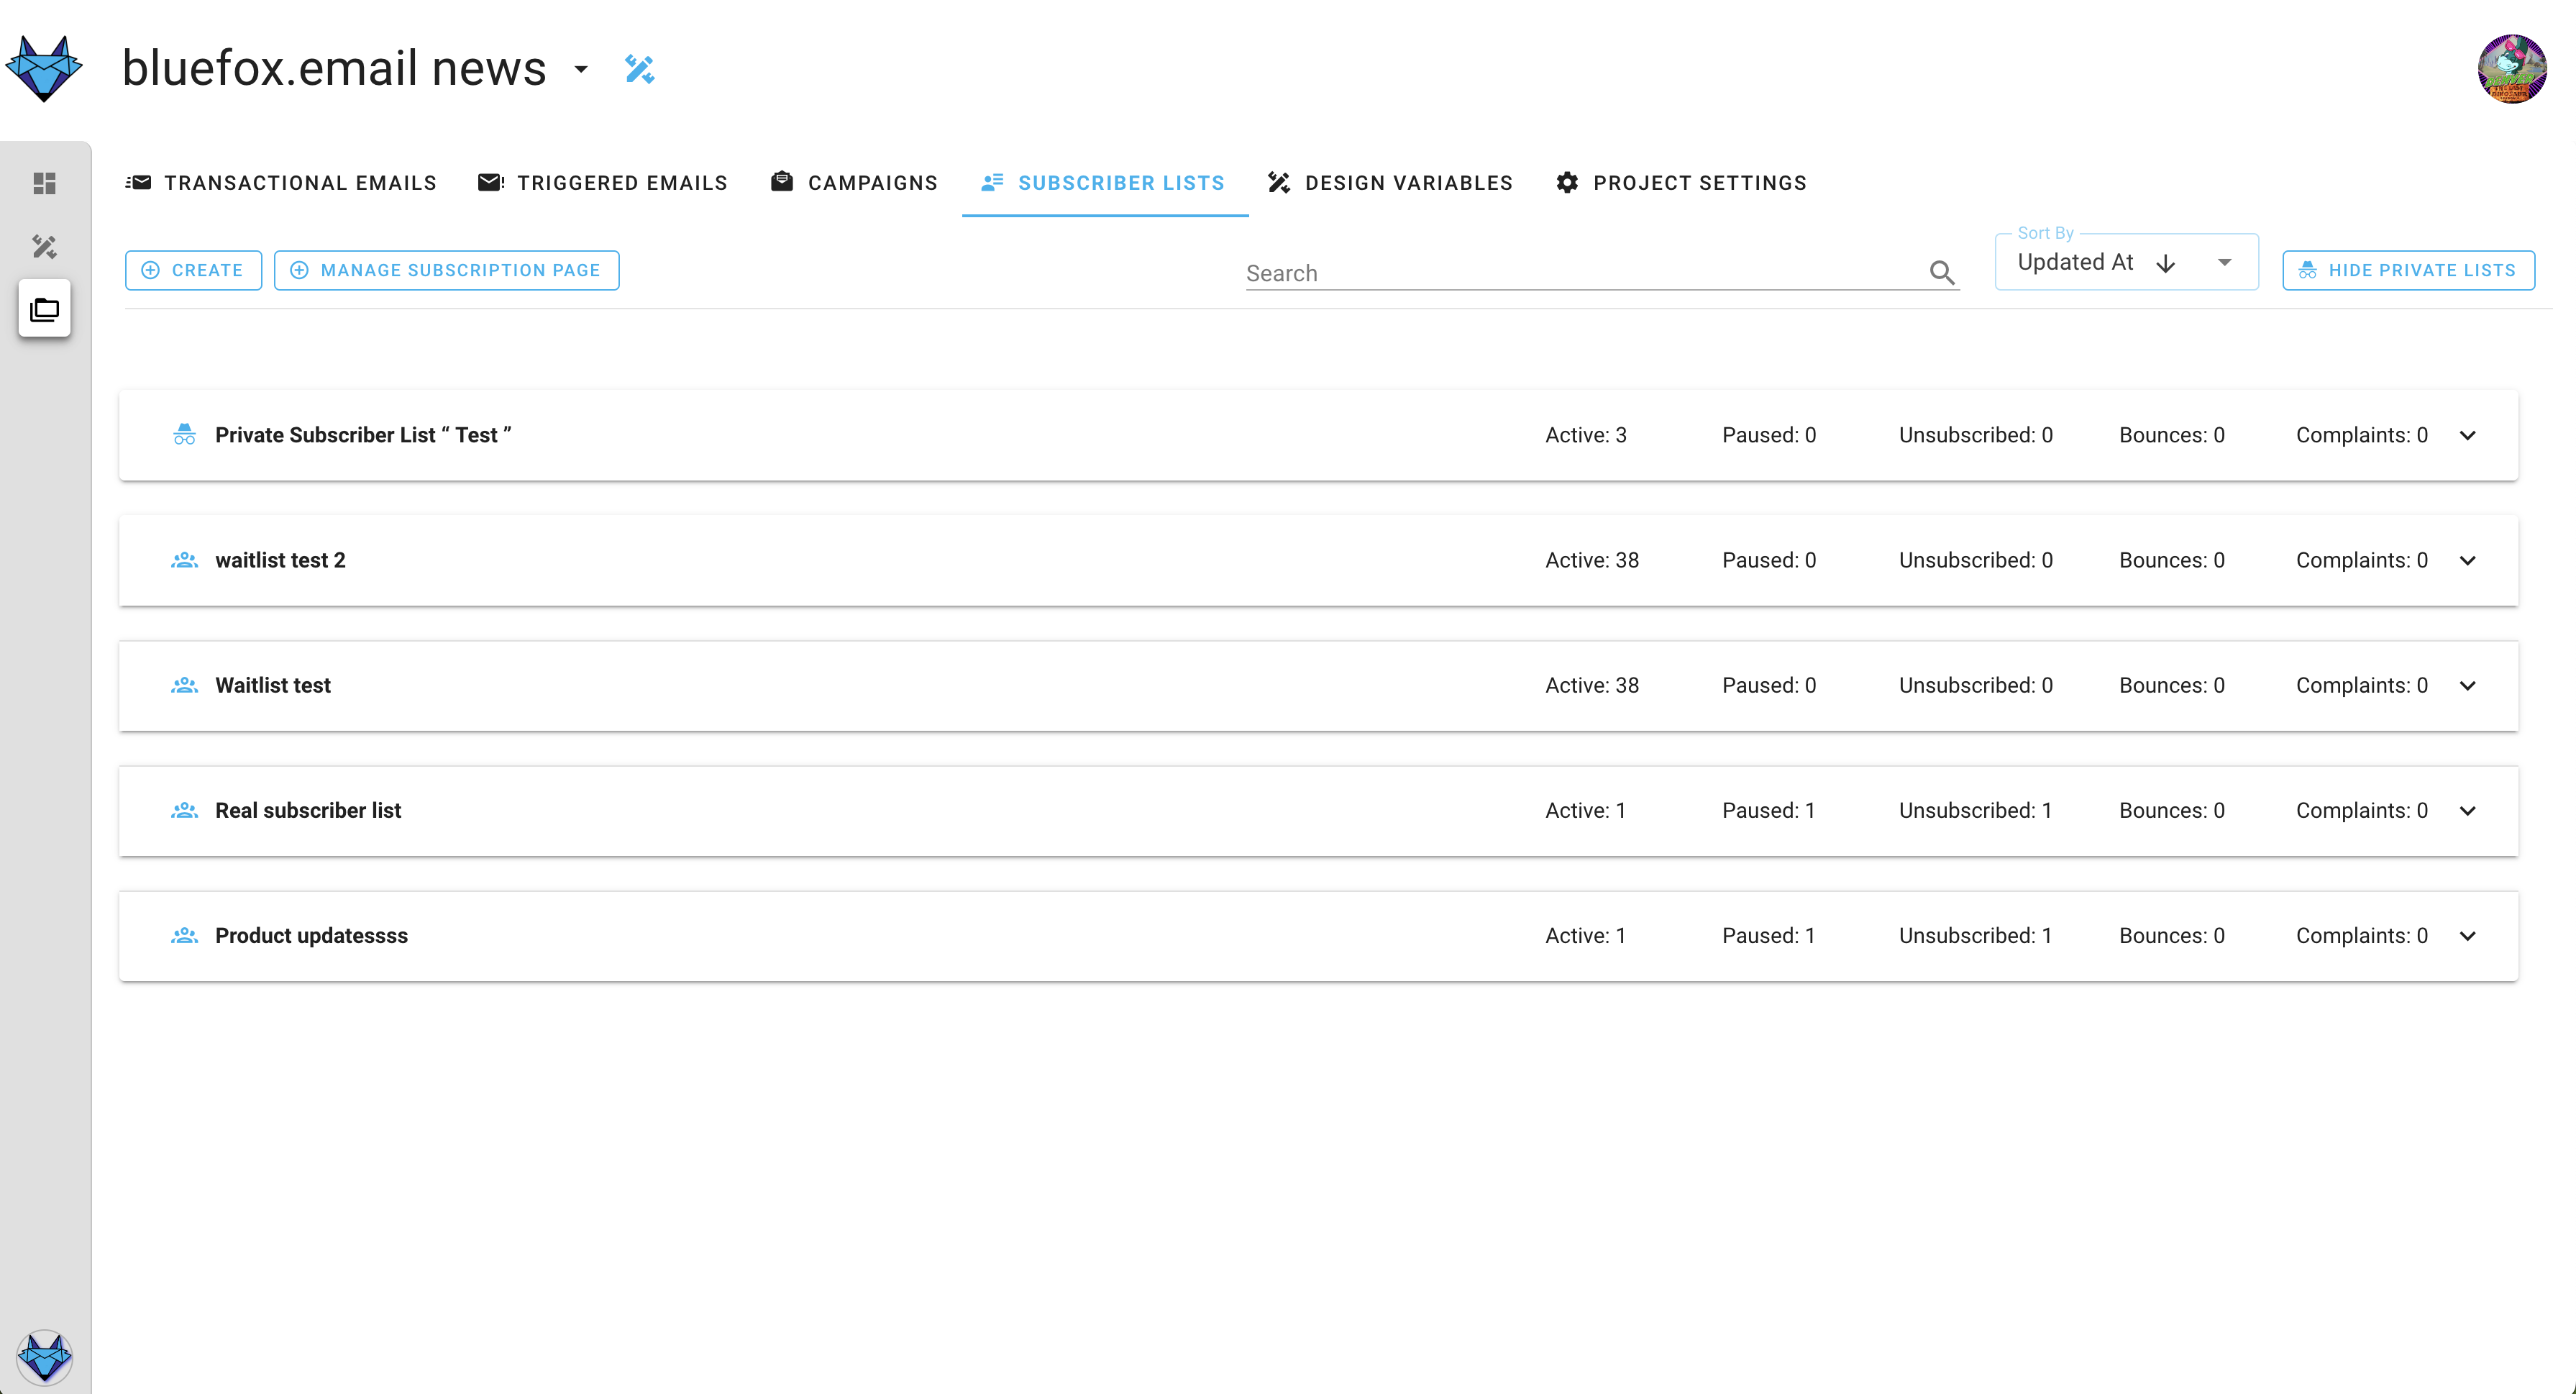 bluefox.email news
TRANSACTIONAL EMAILS TRIGGERED EMAILS CAMPAIGNS SUBSCRIBER LISTS DESIGN VARIABLES PROJECT SETTINGS
CREATE MANAGE SUBSCRIPTION PAGE Search Sort By Updated At HIDE PRIVATE LISTS
Private Subscriber List “ Test ” Active: 3 Paused: 0 Unsubscribed: 0 Bounces: 0 Complaints: 0
waitlist test 2 Active: 38 Paused: 0 Unsubscribed: 0 Bounces: 0 Complaints: 0
Waitlist test Active: 38 Paused: 0 Unsubscribed: 0 Bounces: 0 Complaints: 0
Real subscriber list Active: 1 Paused: 1 Unsubscribed: 1 Bounces: 0 Complaints: 0
Product updatessss Active: 1 Paused: 1 Unsubscribed: 1 Bounces: 0 Complaints: 0